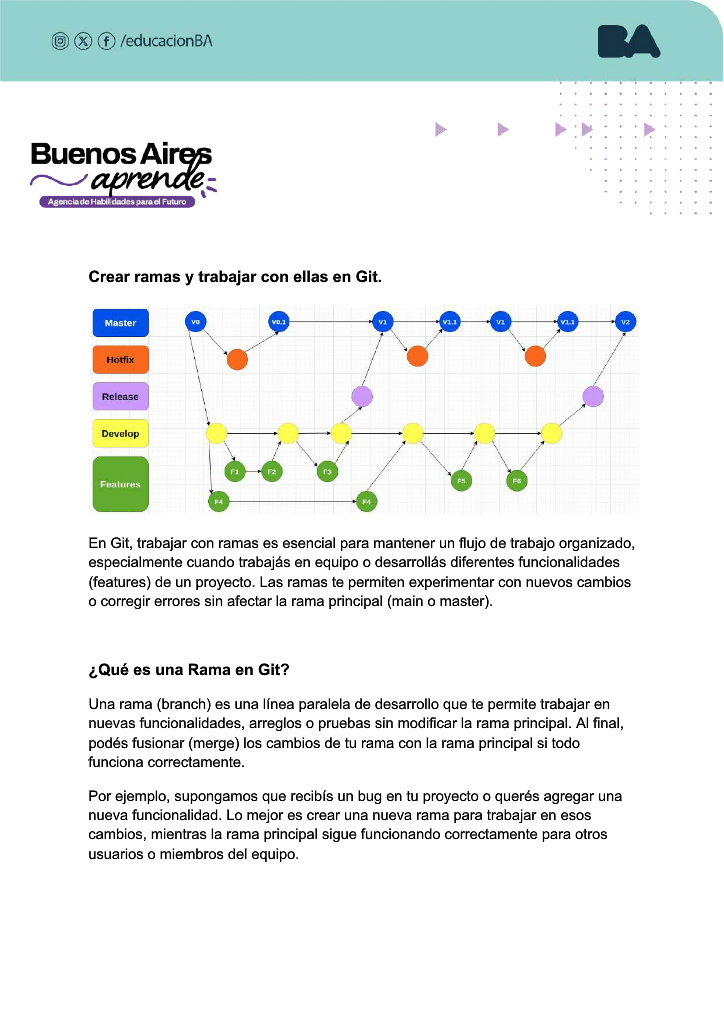 /educacionBA
BA
Buenos Aires
aprende
Agencia de Habilidades para el Futuro
Crear ramas y trabajar con ellas en Git.
Master
V0
V0.1
V1
V1.1
V1
V1.1
V2
Hotfix
Release
Develop
Features
F1
F2
F3
F5
F6
F4
F4
En Git, trabajar con ramas es esencial para mantener un flujo de trabajo organizado,
especialmente cuando trabajás en equipo o desarrollás diferentes funcionalidades
(features) de un proyecto. Las ramas te permiten experimentar con nuevos cambios
o corregir errores sin afectar la rama principal (main o master).
¿Qué es una Rama en Git?
Una rama (branch) es una línea paralela de desarrollo que te permite trabajar en
nuevas funcionalidades, arreglos o pruebas sin modificar la rama principal. Al final,
podés fusionar (merge) los cambios de tu rama con la rama principal si todo
funciona correctamente.
Por ejemplo, supongamos que recibís un bug en tu proyecto o querés agregar una
nueva funcionalidad. Lo mejor es crear una nueva rama para trabajar en esos
cambios, mientras la rama principal sigue funcionando correctamente para otros
usuarios o miembros del equipo.